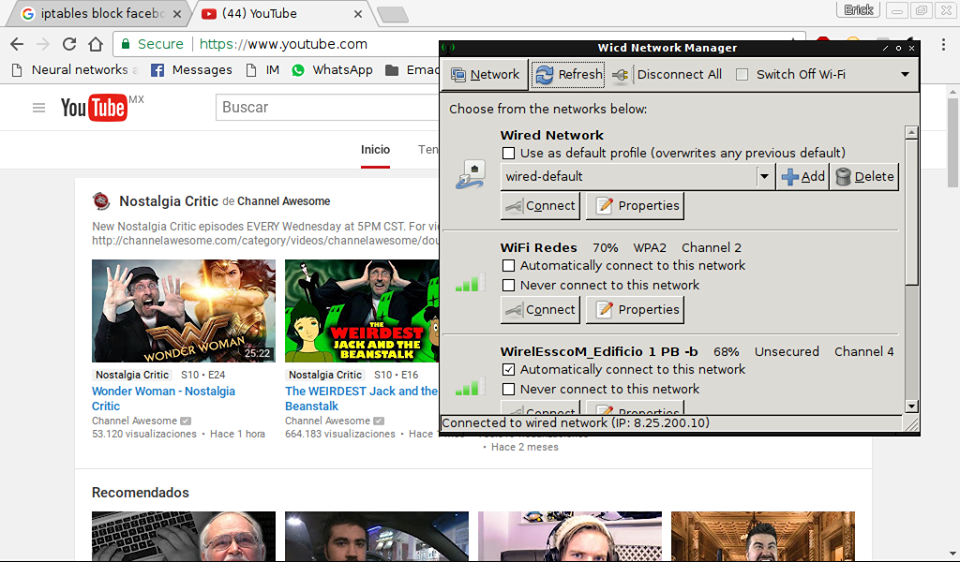 iptables block facebo
(44) YouTube
Erick
Secure
https://www.youtube.com
Neural networks a
Messages
IM
WhatsApp
Emac
YouTube MX
Buscar
Inicio
Ten
Nostalgia Critic de Channel Awesome
New Nostalgia Critic episodes EVERY Wednesday at 5PM CST. For vi
http://channelawesome.com/category/videos/channelawesome/dou
WONDER WOMAN
25:22
THE WEIRDEST JACK AND THE BEANSTALK
Nostalgia Critic S10 • E24
Nostalgia Critic S10 • E16
Wonder Woman - Nostalgia
Critic
The WEIRDEST Jack and the
Beanstalk
Channel Awesome
Channel Awesome
53.120 visualizaciones • Hace 1 hora
664.183 visualizaciones • Hace
• Hace 2 meses
Recomendados
Wicd Network Manager
Network
Refresh
Disconnect All
Switch Off Wi-Fi
Choose from the networks below:
Wired Network
Use as default profile (overwrites any previous default)
wired-default
Add
Delete
Connect
Properties
WiFi Redes 70% WPA2 Channel 2
Automatically connect to this network
Never connect to this network
Connect
Properties
WirelEsscoM_Edificio 1 PB -b 68% Unsecured Channel 4
Automatically connect to this network
Never connect to this network
Connect
Properties
Connected to wired network (IP: 8.25.200.10)